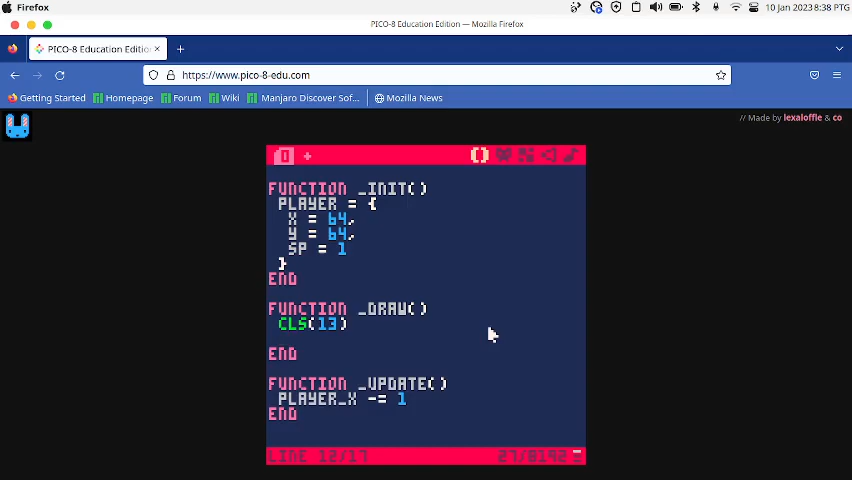 Firefox
10 Jan 2023 8:38 PTG
PICO-8 Education Edition — Mozilla Firefox
PICO-8 Education Edition
https://www.pico-8-edu.com
Getting Started
Homepage
Forum
Wiki
Manjaro Discover Sof...
Mozilla News
// Made by lexaloffle & co
0 +
FUNCTION _INIT()
PLAYER = {
X = 64,
Y = 64,
SP = 1
}
END
FUNCTION _DRAW()
CLS(13)
END
FUNCTION _UPDATE()
PLAYER_X -= 1
END
LINE 12/17
27/8192